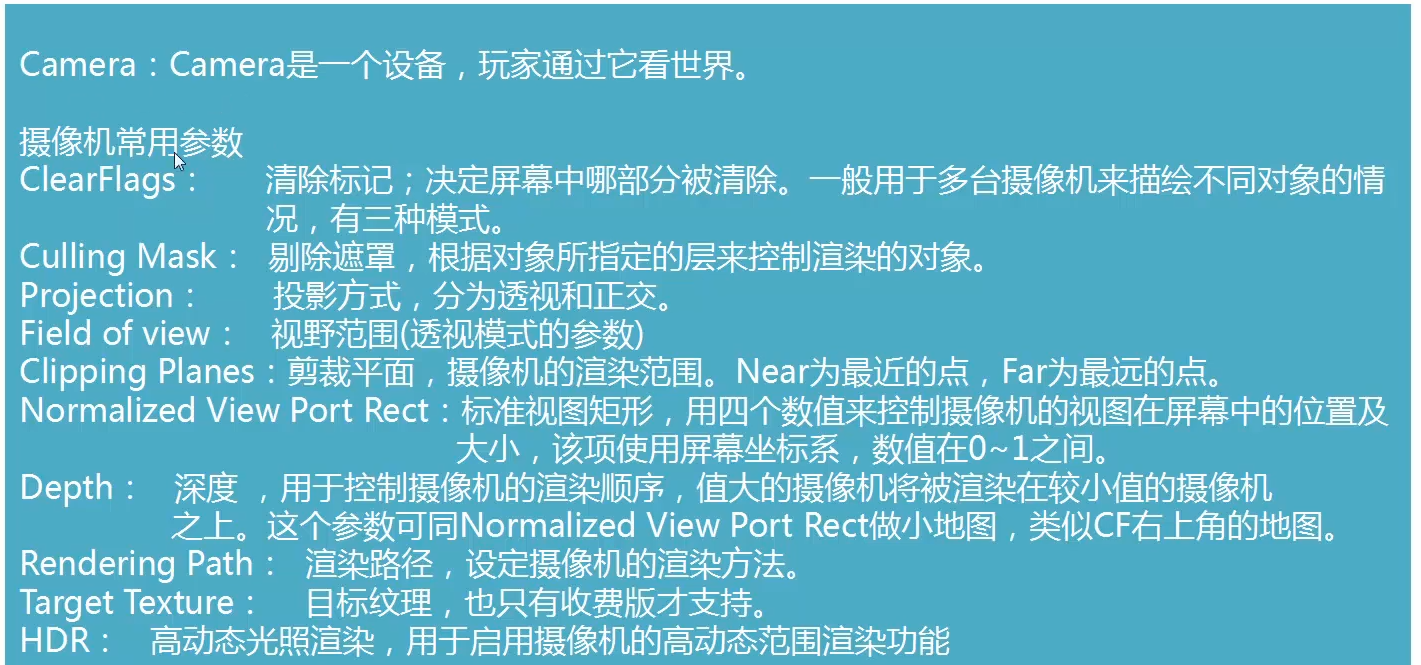 Camera：Camera是一个设备，玩家通过它看世界。
摄像机常用参数
ClearFlags： 清除标记；决定屏幕中哪部分被清除。一般用于多台摄像机来描绘不同对象的情
况，有三种模式。
Culling Mask： 剔除遮罩，根据对象所指定的层来控制渲染的对象。
Projection： 投影方式，分为透视和正交。
Field of view： 视野范围(透视模式的参数)
Clipping Planes：剪裁平面，摄像机的渲染范围。Near为最近的点，Far为最远的点。
Normalized View Port Rect：标准视图矩形，用四个数值来控制摄像机的视图在屏幕中的位置及
大小，该项使用屏幕坐标系，数值在0~1之间。
Depth： 深度 ，用于控制摄像机的渲染顺序，值大的摄像机将被渲染在较小值的摄像机
之上。这个参数可同Normalized View Port Rect做小地图，类似CF右上角的地图。
Rendering Path： 渲染路径，设定摄像机的渲染方法。
Target Texture： 目标纹理，也只有收费版才支持。
HDR： 高动态光照渲染，用于启用摄像机的高动态范围渲染功能